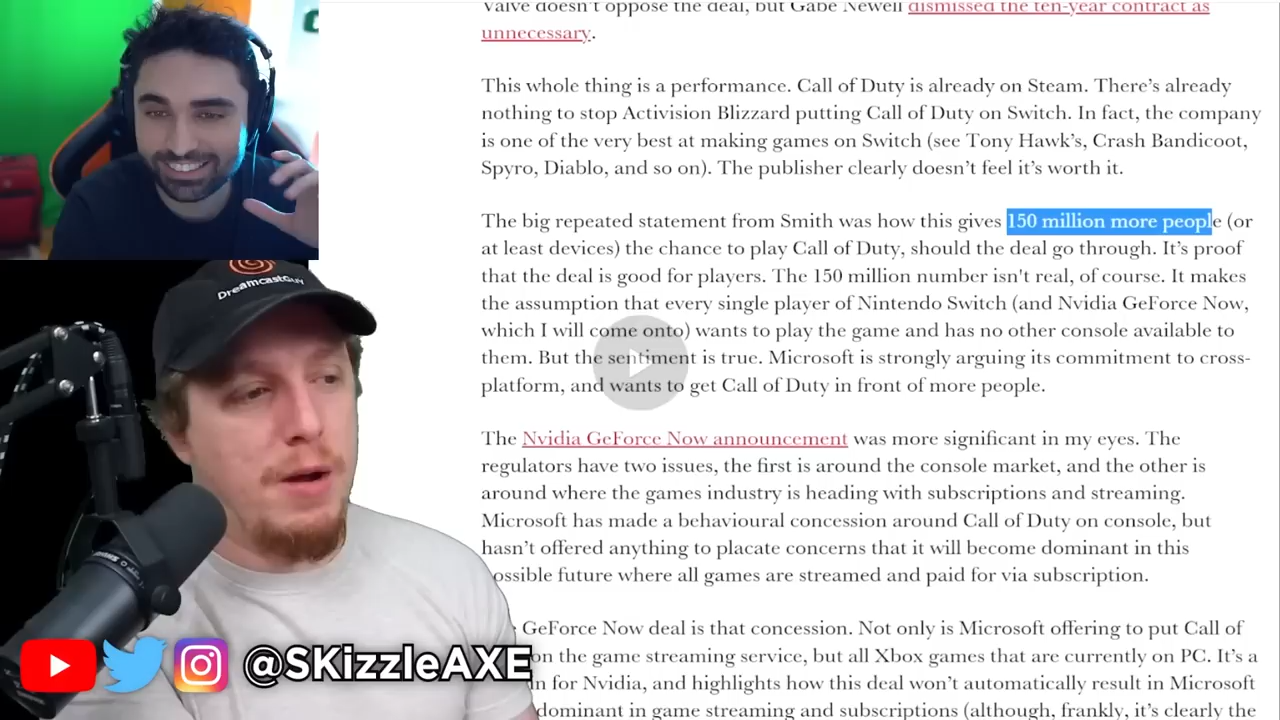 Valve doesn't oppose the deal, but Gabe Newell dismissed the ten-year contract as
unnecessary.
This whole thing is a performance. Call of Duty is already on Steam. There's already
nothing to stop Activision Blizzard putting Call of Duty on Switch. In fact, the company
is one of the very best at making games on Switch (see Tony Hawk's, Crash Bandicoot,
Spyro, Diablo, and so on). The publisher clearly doesn't feel it's worth it.
The big repeated statement from Smith was how this gives 150 million more people (or
at least devices) the chance to play Call of Duty, should the deal go through. It's proof
that the deal is good for players. The 150 million number isn't real, of course. It makes
the assumption that every single player of Nintendo Switch (and Nvidia GeForce Now,
which I will come onto) wants to play the game and has no other console available to
them. But the sentiment is true. Microsoft is strongly arguing its commitment to cross-
platform, and wants to get Call of Duty in front of more people.
The Nvidia GeForce Now announcement was more significant in my eyes. The
regulators have two issues, the first is around the console market, and the other is
around where the games industry is heading with subscriptions and streaming.
Microsoft has made a behavioural concession around Call of Duty on console, but
hasn't offered anything to placate concerns that it will become dominant in this
ossible future where all games are streamed and paid for via subscription.
GeForce Now deal is that concession. Not only is Microsoft offering to put Call of
on the game streaming service, but all Xbox games that are currently on PC. It's a
n for Nvidia, and highlights how this deal won't automatically result in Microsoft
dominant in game streaming and subscriptions (although, frankly, it's clearly the
DreamcastGuy
@SKizzleAXE